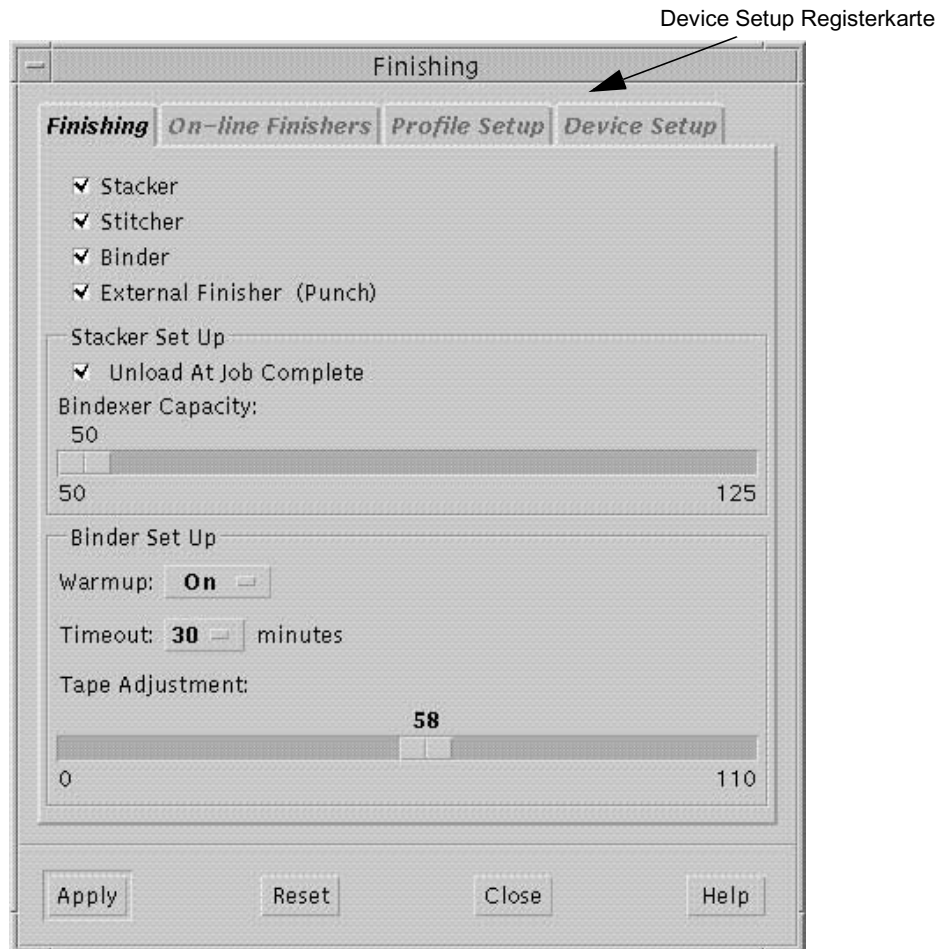 Device Setup Registerkarte
Finishing
Finishing On-line Finishers Profile Setup Device Setup
Stacker
Stitcher
Binder
External Finisher (Punch)
Stacker Set Up
Unload At Job Complete
Bindexer Capacity:
50
50 125
Binder Set Up
Warmup: On
Timeout: 30 minutes
Tape Adjustment:
58
0 110
Apply Reset Close Help